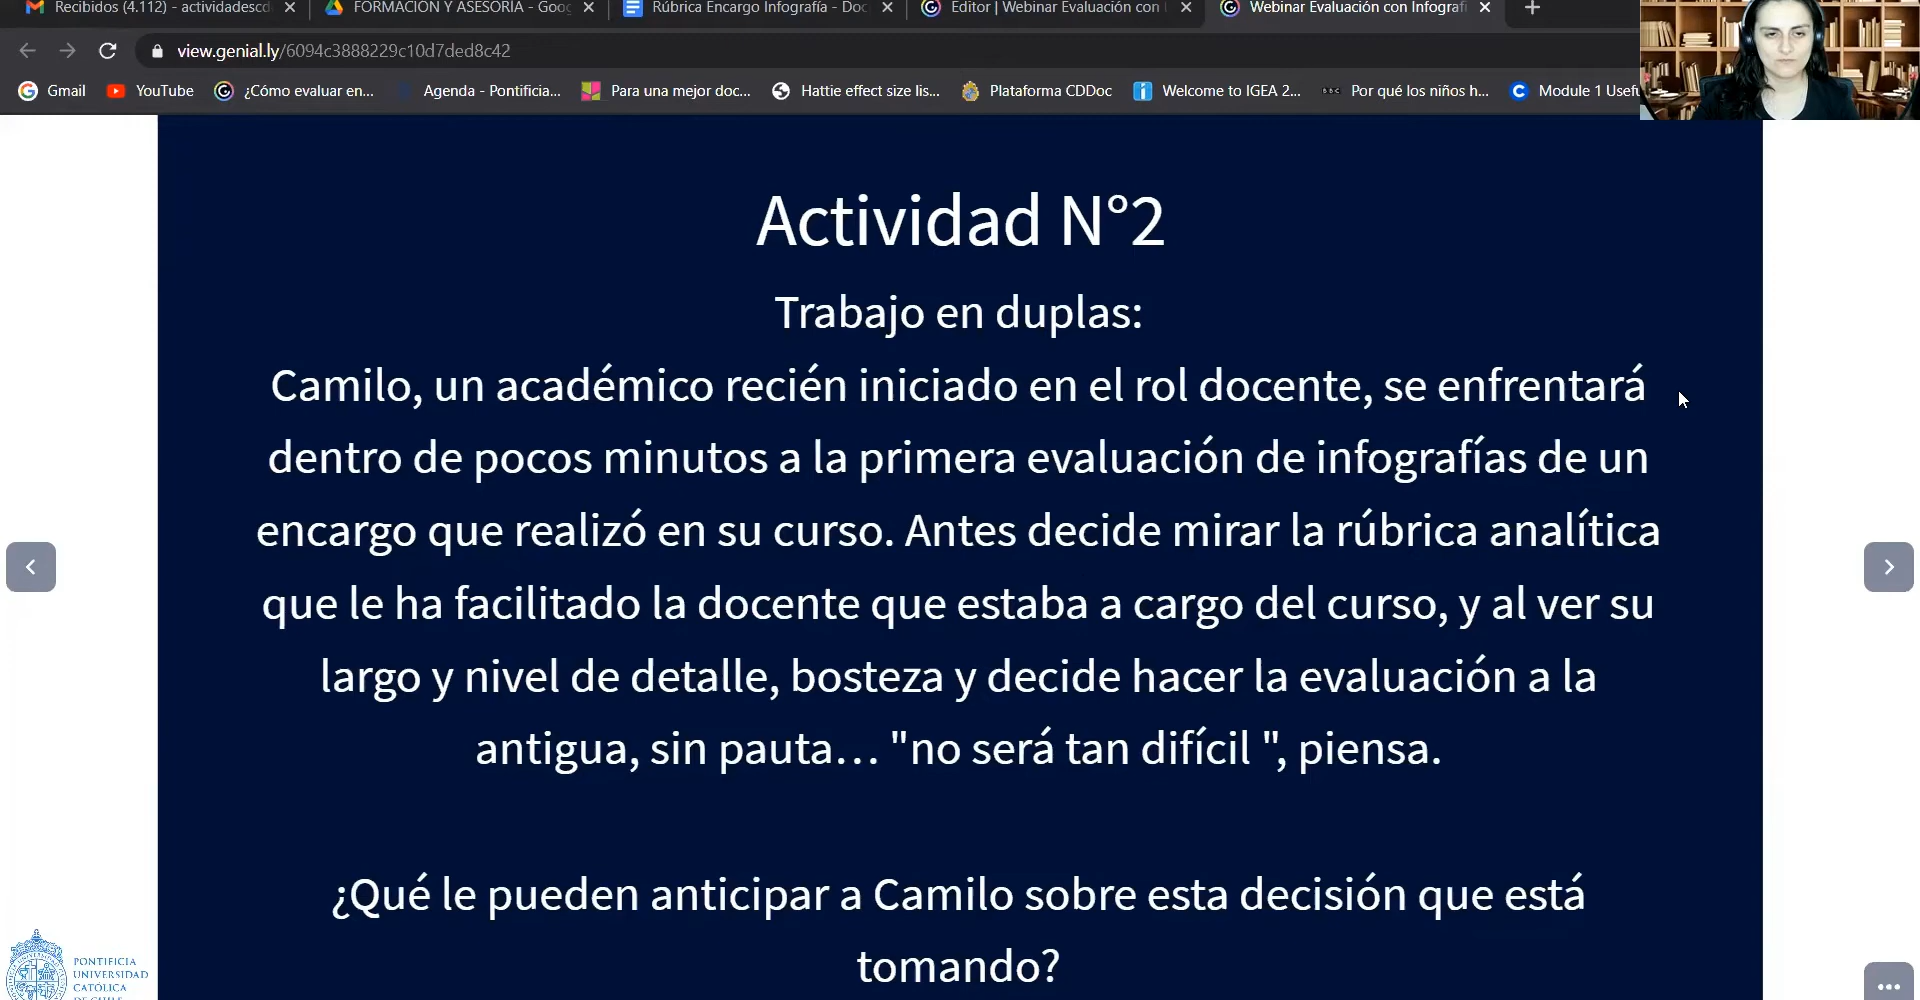 Recibidos (4.112) - actividadescd
FORMACIÓN Y ASESORÍA - Goog
Rúbrica Encargo Infografía - Doc
Editor | Webinar Evaluación con I
Webinar Evaluación con Infografí
view.genial.ly/6094c3888229c10d7ded8c42
Gmail
YouTube
¿Cómo evaluar en...
Agenda - Pontificia...
Para una mejor doc...
Hattie effect size lis...
Plataforma CDDoc
Welcome to IGEA 2...
BBC
Por qué los niños h...
Module 1 Usefu
Actividad N°2
Trabajo en duplas:
Camilo, un académico recién iniciado en el rol docente, se enfrentará
dentro de pocos minutos a la primera evaluación de infografías de un
encargo que realizó en su curso. Antes decide mirar la rúbrica analítica
que le ha facilitado la docente que estaba a cargo del curso, y al ver su
largo y nivel de detalle, bosteza y decide hacer la evaluación a la
antigua, sin pauta... "no será tan difícil ", piensa.
¿Qué le pueden anticipar a Camilo sobre esta decisión que está
tomando?
PONTIFICIA
UNIVERSIDAD
CATÓLICA
DE CHILE